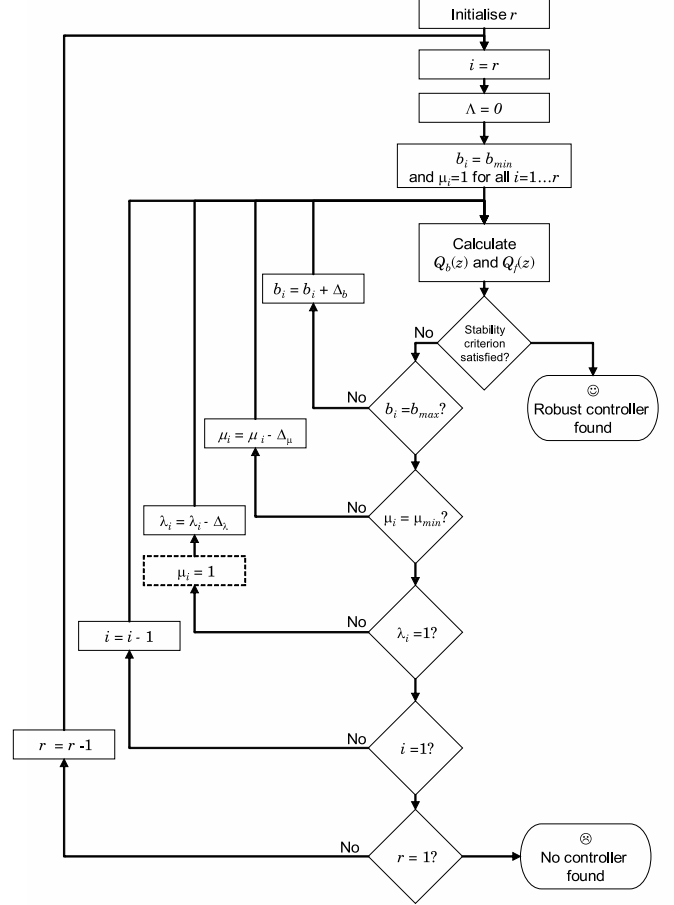 Initialise r
i = r
Λ = 0
b_i = b_min
and μ_i=1 for all i=1...r
Calculate
Q_b(z) and Q_f(z)
b_i = b_i + Δ_b
No
Stability
criterion
satisfied?
☺
Robust controller
found
No
b_i =b_max?
μ_i = μ_i - Δ_μ
No
μ_i = μ_min?
λ_i = λ_i - Δ_λ
μ_i = 1
No
λ_i =1?
i = i - 1
No
i =1?
r = r -1
No
r = 1?
☹
No controller
found